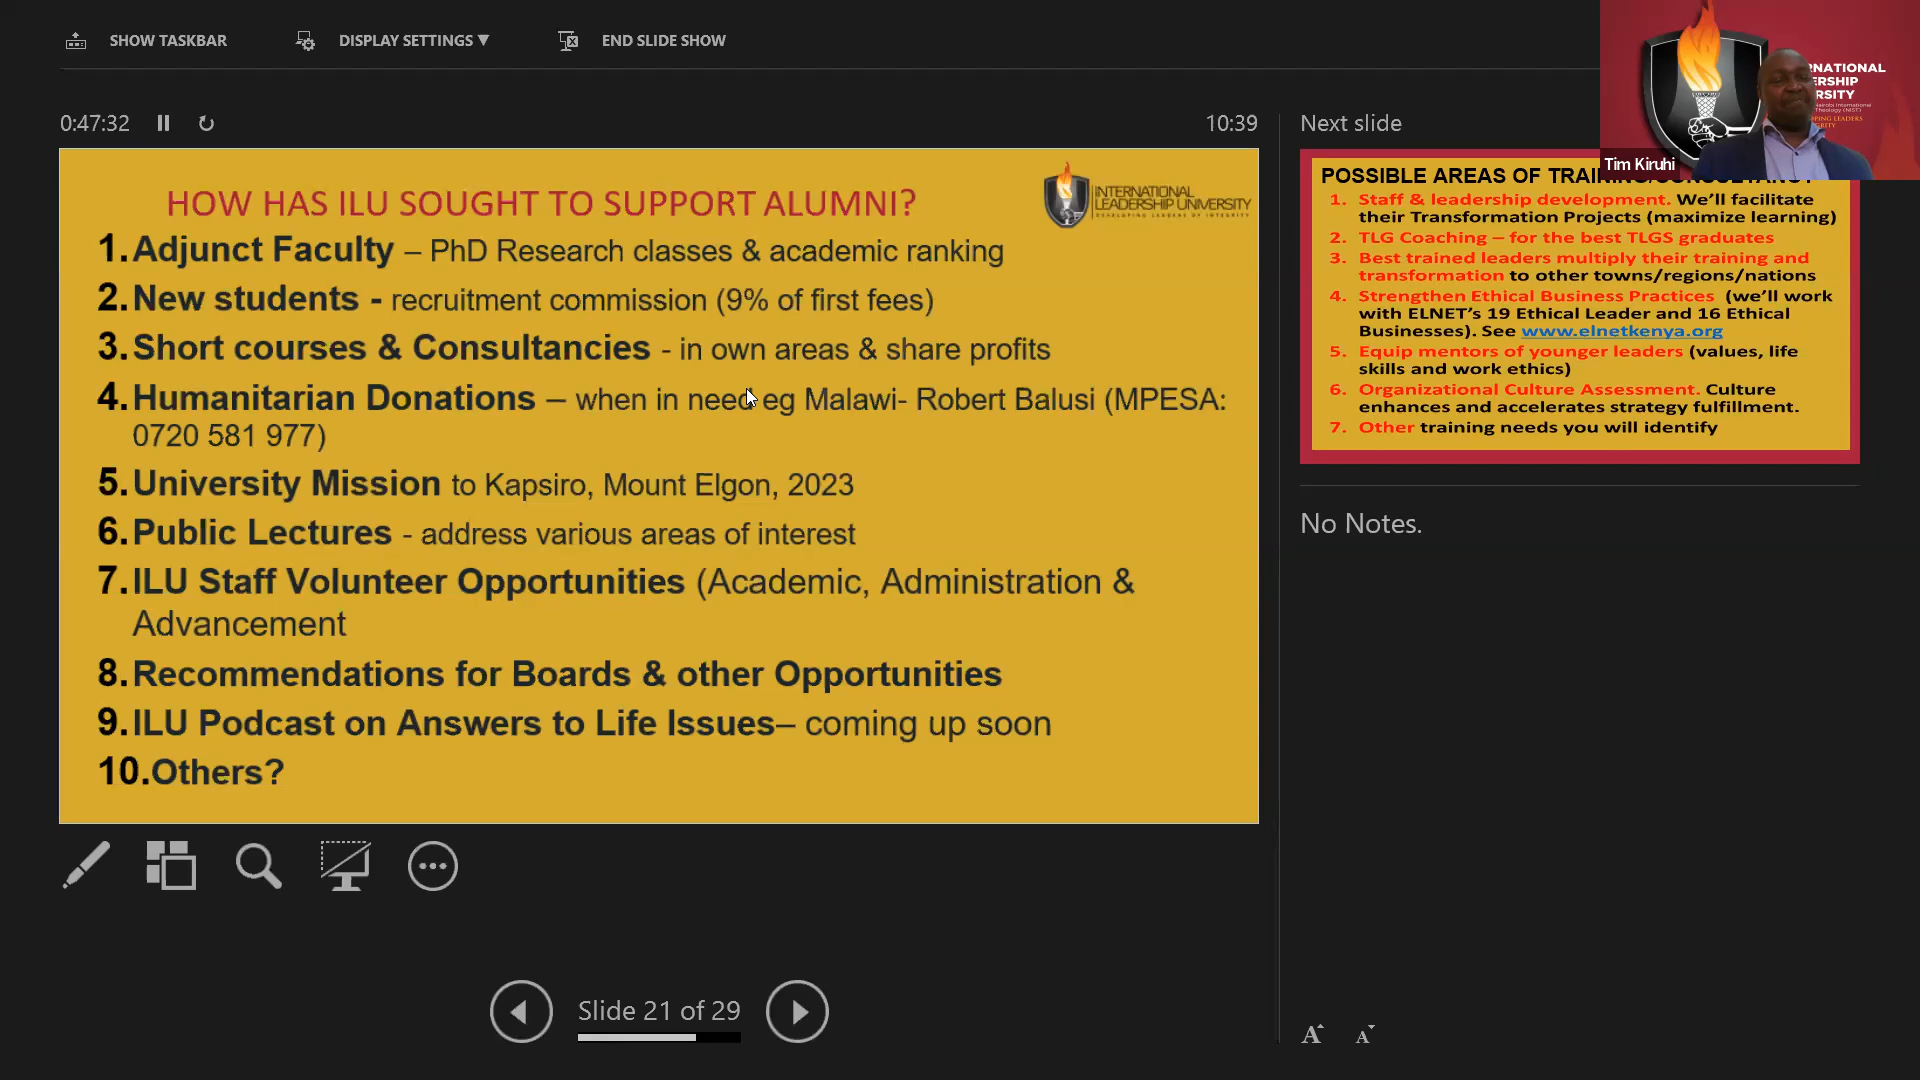 SHOW TASKBAR
DISPLAY SETTINGS ▼
END SLIDE SHOW
0:47:32
10:39
HOW HAS ILU SOUGHT TO SUPPORT ALUMNI?
INTERNATIONAL
LEADERSHIP UNIVERSITY
DEVELOPING LEADERS OF INTEGRITY
1. Adjunct Faculty – PhD Research classes & academic ranking
2. New students - recruitment commission (9% of first fees)
3. Short courses & Consultancies - in own areas & share profits
4. Humanitarian Donations – when in need eg Malawi- Robert Balusi (MPESA:
0720 581 977)
5. University Mission to Kapsiro, Mount Elgon, 2023
6. Public Lectures - address various areas of interest
7. ILU Staff Volunteer Opportunities (Academic, Administration &
Advancement
8. Recommendations for Boards & other Opportunities
9. ILU Podcast on Answers to Life Issues– coming up soon
10. Others?
Slide 21 of 29
Next slide
RNATIONAL
ERSHIP
RSITY
Tim Kiruhi
POSSIBLE AREAS OF TRAINING/CONSULTANCY
1. Staff & leadership development. We'll facilitate
their Transformation Projects (maximize learning)
2. TLG Coaching – for the best TLGS graduates
3. Best trained leaders multiply their training and
transformation to other towns/regions/nations
4. Strengthen Ethical Business Practices (we'll work
with ELNET's 19 Ethical Leader and 16 Ethical
Businesses). See www.elnetkenya.org
5. Equip mentors of younger leaders (values, life
skills and work ethics)
6. Organizational Culture Assessment. Culture
enhances and accelerates strategy fulfillment.
7. Other training needs you will identify
No Notes.
A A